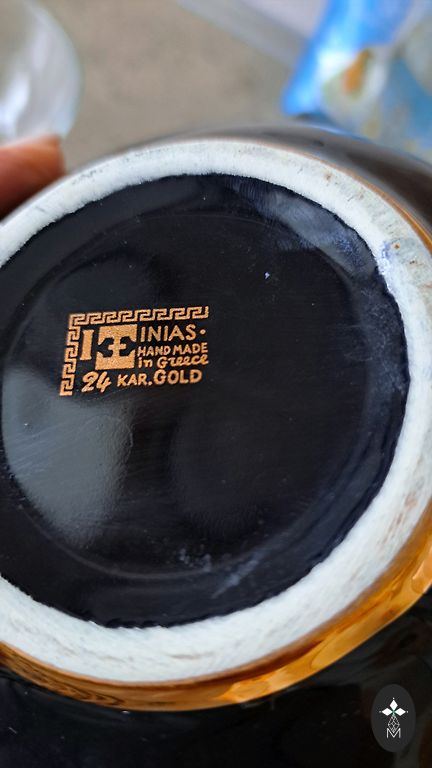 INIAS.
HAND MADE
in Greece
24 KAR. GOLD
M